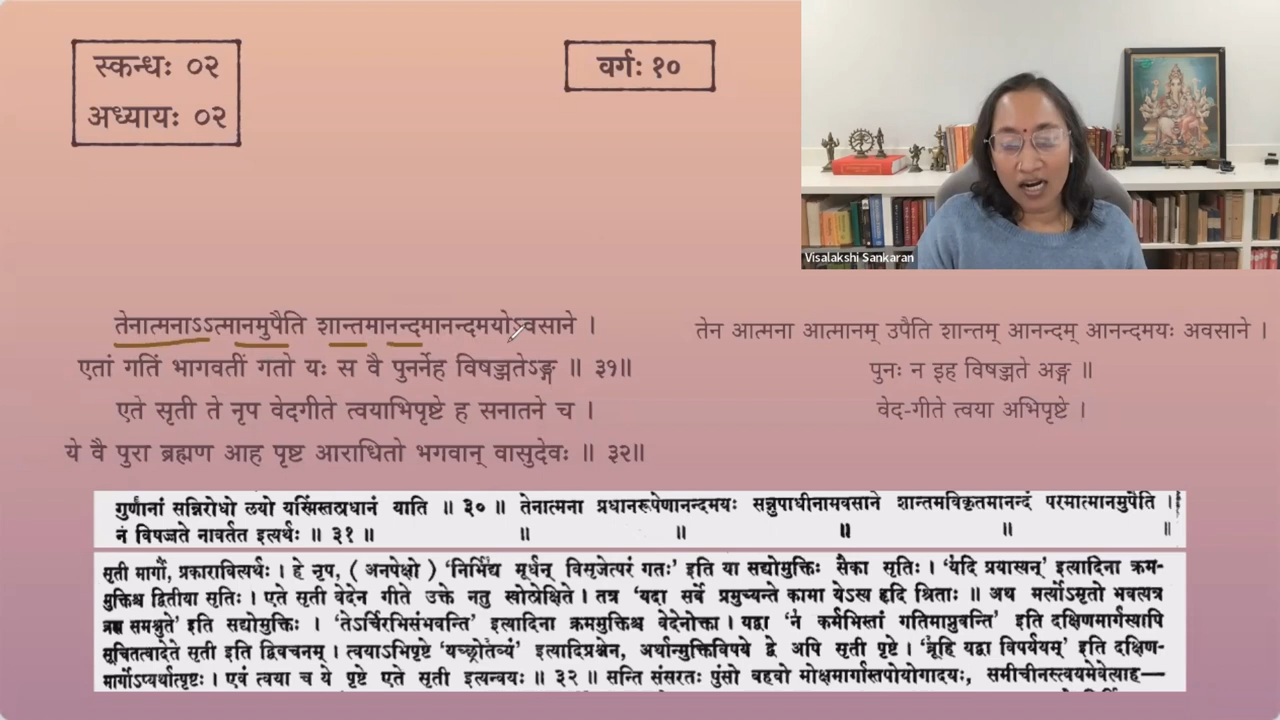 स्कन्धः ०२
अध्यायः ०२
वर्गः १०
Visalakshi Sankaran
तेनात्मनाऽऽत्मानमुपैति शान्तमानन्दमानन्दमयोऽवसाने ।
एतां गतिं भागवतीं गतो यः स वै पुनर्नेह विषज्जतेऽङ्ग ॥ ३१॥
एते सृती ते नृप वेदगीते त्वयाभिपृष्टे ह सनातने च ।
ये वै पुरा ब्रह्मण आह पृष्ट आराधितो भगवान् वासुदेवः ॥ ३२॥
तेन आत्मना आत्मानम् उपैति शान्तम् आनन्दम् आनन्दमयः अवसाने ।
पुनः न इह विषज्जते अङ्ग ॥
वेद-गीते त्वया अभिपृष्टे ।
गुणानां सन्निरोधो लयो यस्मिंस्तत्प्रधानं याति ॥ ३० ॥ तेनात्मना प्रधानरूपेणानन्दमयः सन्नुपाधीनामवसाने शान्तमविकृतमानन्दं परमात्मानमुपैति ।
न विषज्जते नावर्तत इत्यर्थः ॥ ३१ ॥ ॥ ॥ ॥ ॥ ॥
सृती मार्गौ, प्रकारावित्यर्थः । हे नृप, ( अनपेक्षो ) 'निर्भिद्य मूर्धन् विसृजेत्परं गतः' इति या सद्योमुक्तिः सैका सृतिः । 'यदि प्रयास्यन्' इत्यादिना क्रम-
मुक्तिश्च द्वितीया सृतिः । एते सृती वेदेन गीते उक्ते नतु स्वोत्प्रेक्षिते । तत्र 'यदा सर्वे प्रमुच्यन्ते कामा येऽस्य हृदि श्रिताः ॥ अथ मर्त्योऽमृतो भवत्यत्र
ब्रह्म समश्नुते' इति सद्योमुक्तिः । 'तेऽर्चिरभिसंभवन्ति' इत्यादिना क्रममुक्तिश्च वेदेनोक्ता । यद्वा 'न कर्मभिस्तां गतिमाप्नुवन्ति' इति दक्षिणमार्गस्यापि
सूचितत्वादेते सृती इति द्विवचनम् । त्वयाऽभिपृष्टे 'यच्छ्रोतव्यं' इत्यादिप्रश्नेन, अर्थान्मुक्तिविषये द्वे अपि सृती पृष्टे । 'ब्रूहि यद्वा विपर्ययम्' इति दक्षिण-
मार्गोऽप्यर्थात्पृष्टः । एवं त्वया च ये पृष्टे एते सृती इत्यन्वयः ॥ ३२ ॥ सन्ति संसरतः पुंसो बहवो मोक्षमार्गास्तपोयोगादयः, समीचीनस्त्वयमेवेत्याह—